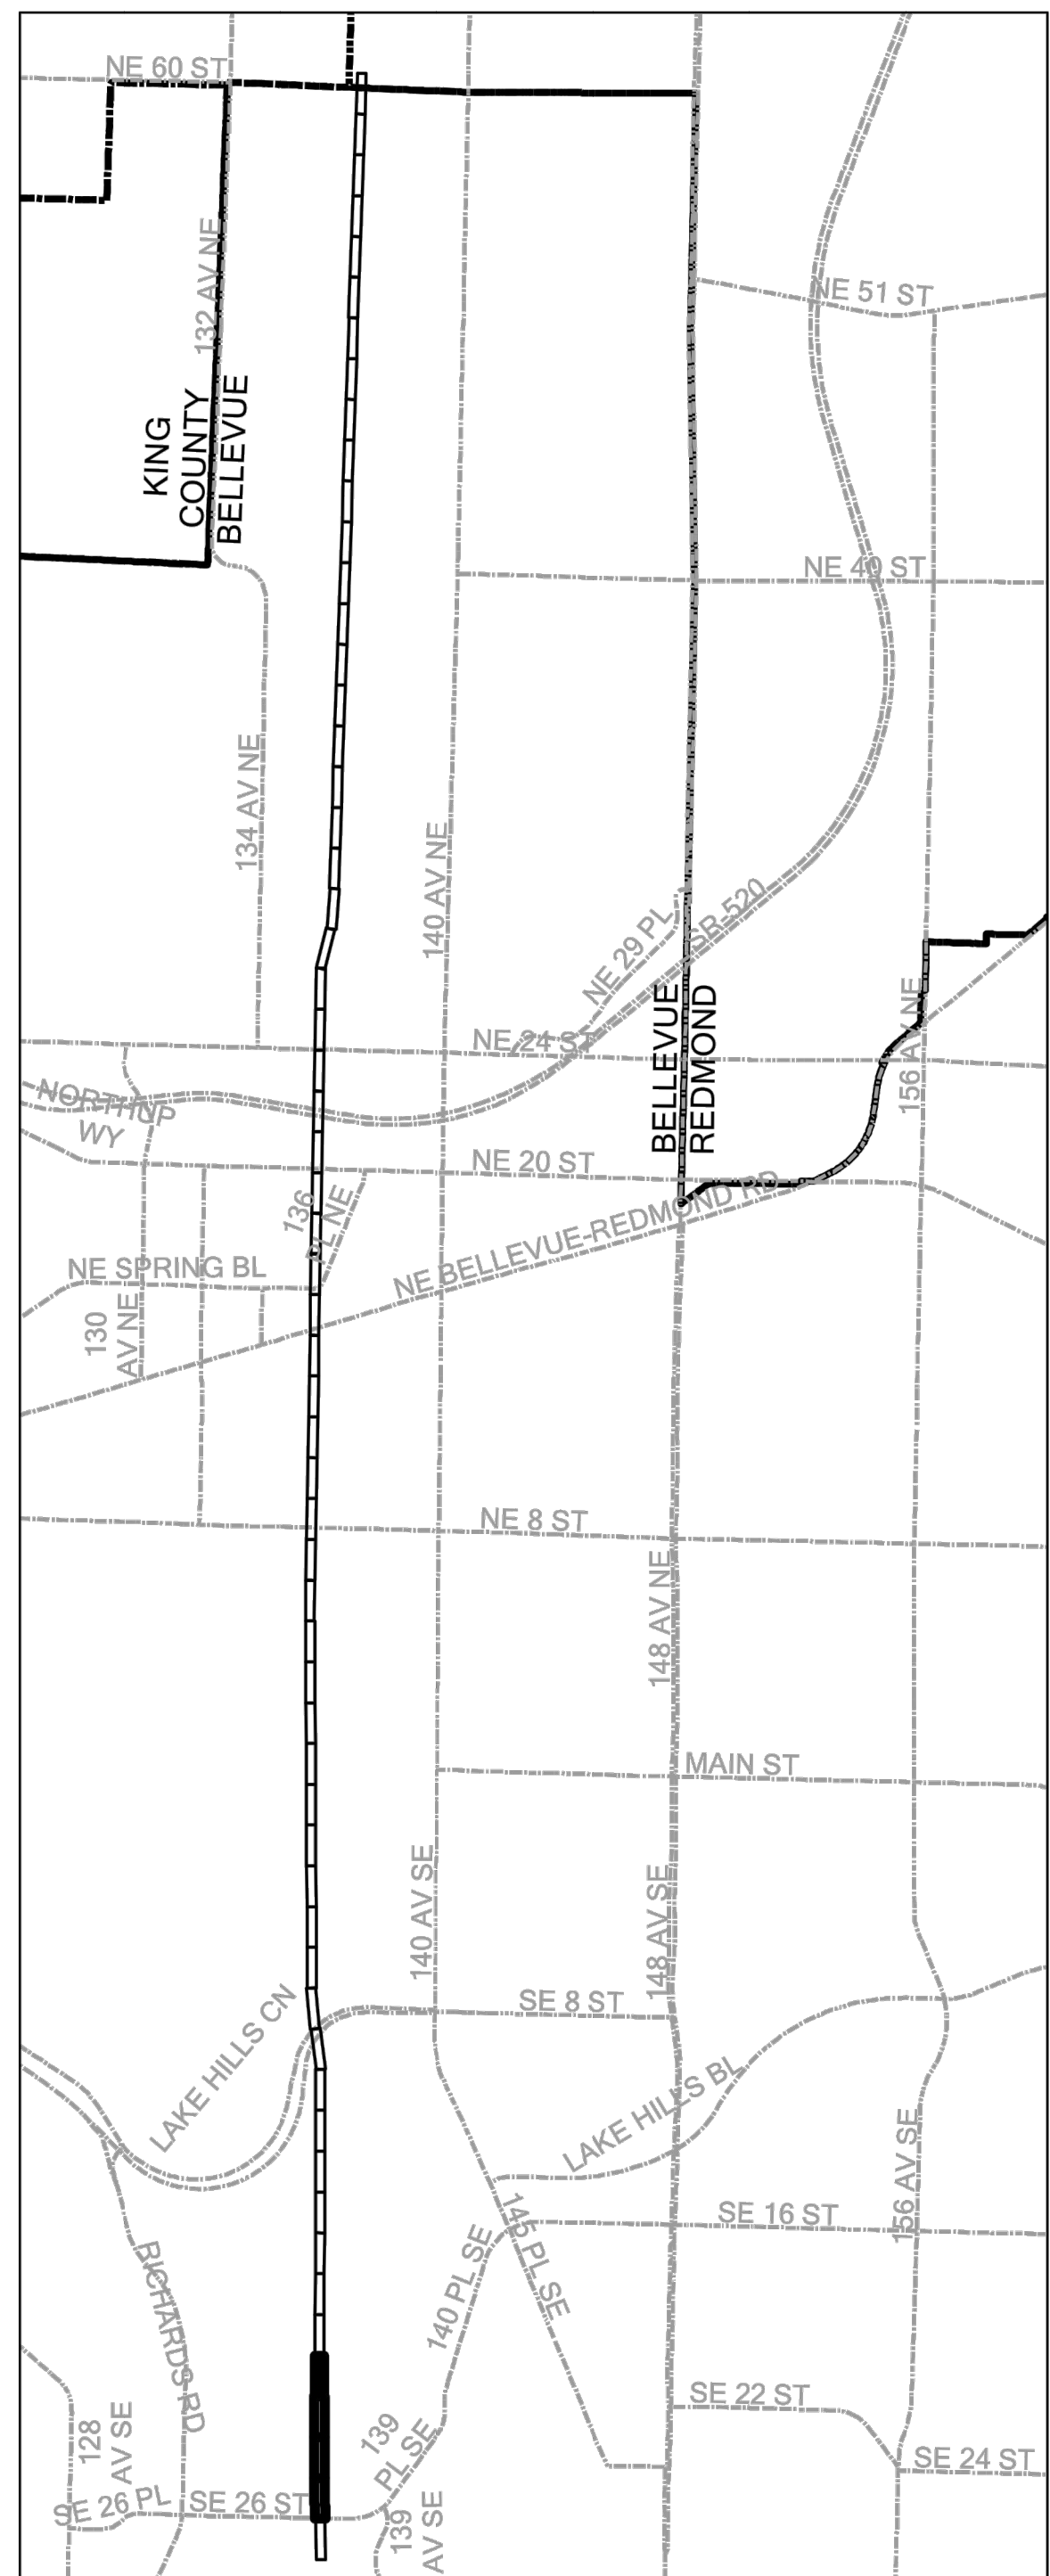 NE 60 ST
132 AV NE
NE 51 ST
KING
COUNTY
BELLEVUE
NE 40 ST
134 AV NE
140 AV NE
NE 29 PL
SR-520
BELLEVUE
REDMOND
156 AV NE
NE 24 ST
NORTHUP
WY
NE 20 ST
136
PL NE
NE BELLEVUE-REDMOND RD
NE SPRING BL
130
AV NE
NE 8 ST
148 AV NE
MAIN ST
140 AV SE
148 AV SE
SE 8 ST
LAKE HILLS CN
LAKE HILLS BL
156 AV SE
145 PL SE
SE 16 ST
140 PL SE
RICHARDS RD
SE 22 ST
128
AV SE
139
PL SE
SE 24 ST
SE 26 PL
SE 26 ST
139
AV SE